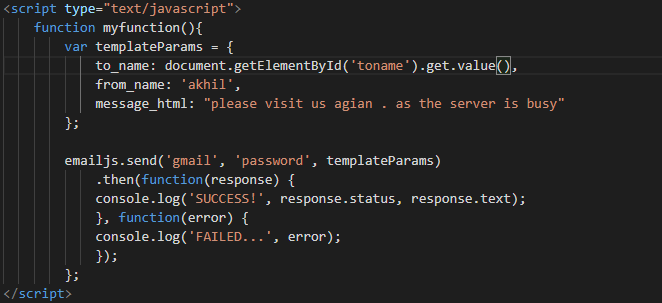 <script type="text/javascript">
function myfunction(){
var templateParams = {
to_name: document.getElementById('toname').get.value(),
from_name: 'akhil',
message_html: "please visit us agian . as the server is busy"
};
emailjs.send('gmail', 'password', templateParams)
.then(function(response) {
console.log('SUCCESS!', response.status, response.text);
}, function(error) {
console.log('FAILED...', error);
});
};
</script>